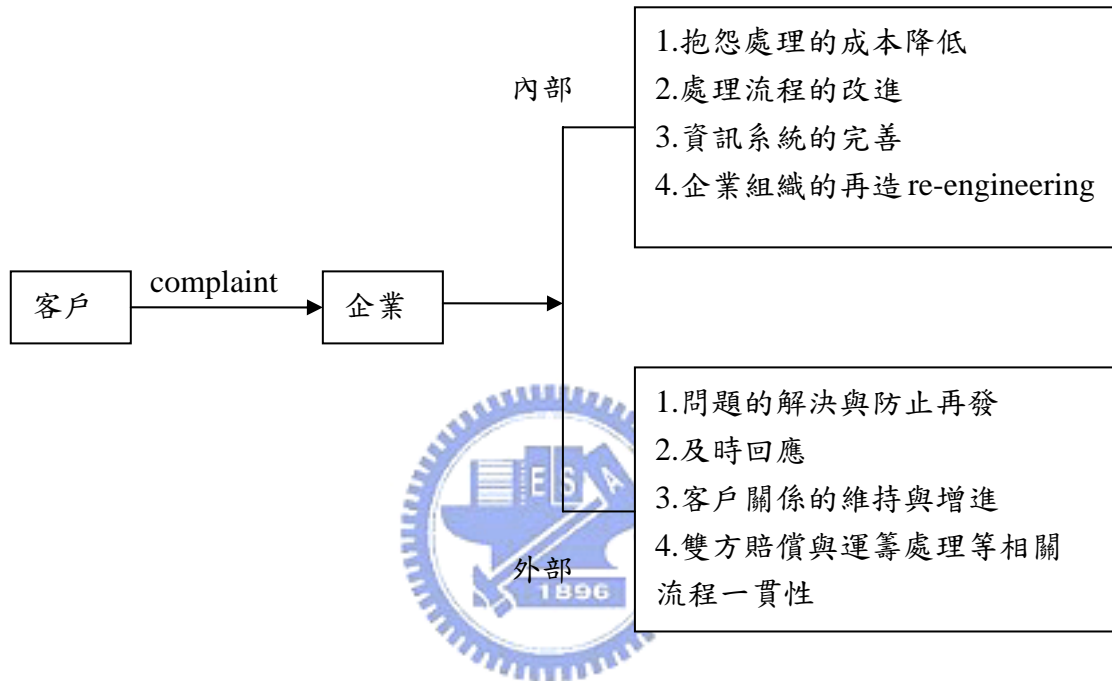 內部
1.抱怨處理的成本降低
2.處理流程的改進
3.資訊系統的完善
4.企業組織的再造 re-engineering
客戶
complaint
企業
外部
1.問題的解決與防止再發
2.及時回應
3.客戶關係的維持與增進
4.雙方賠償與運籌處理等相關
流程一貫性
E S A
1896